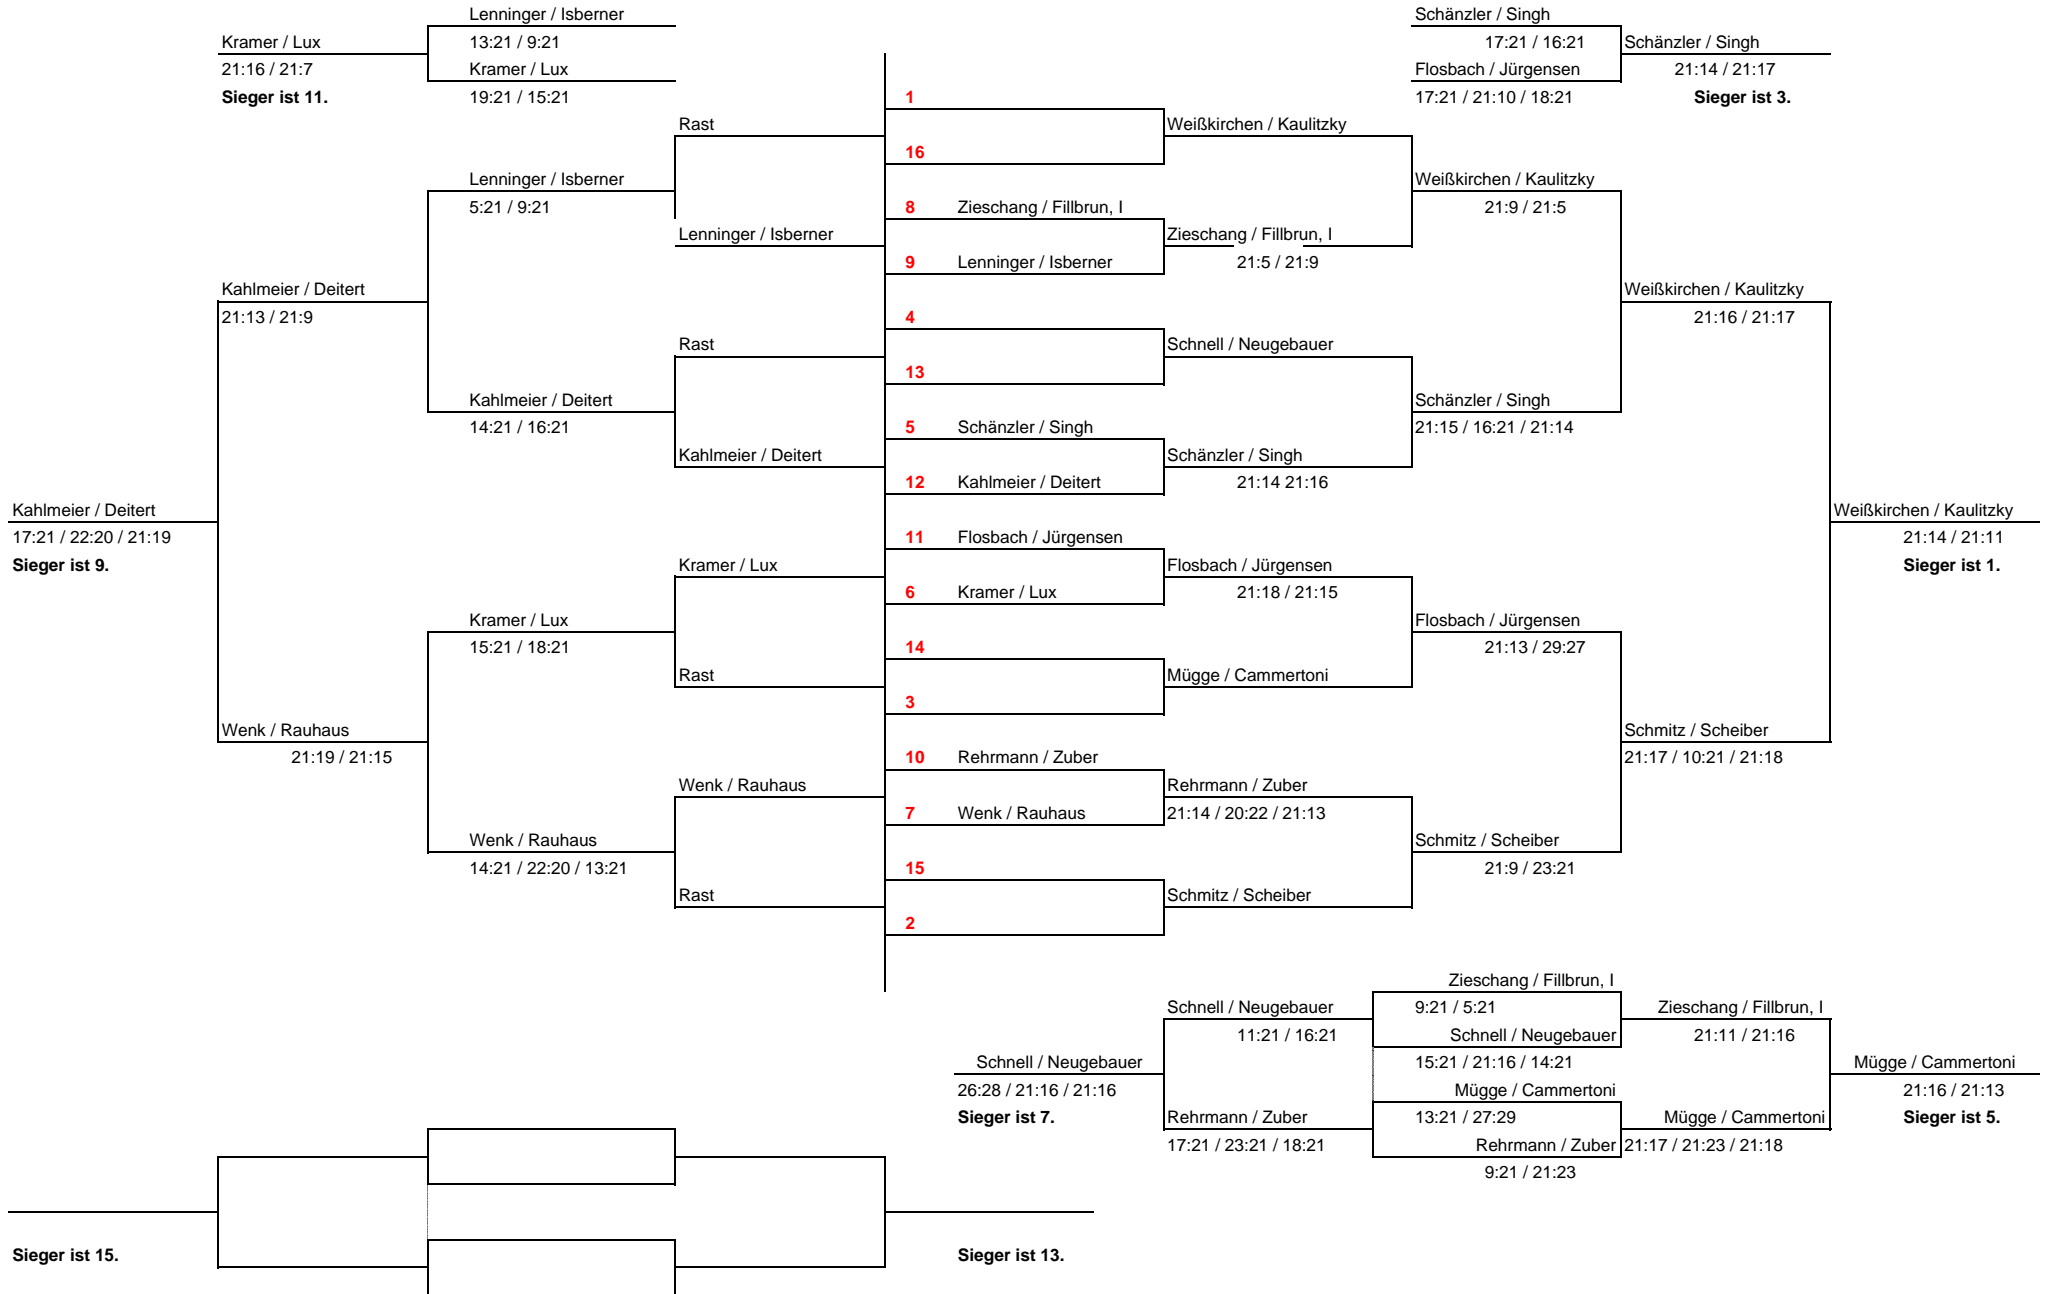 Lenninger / Isberner
Schänzler / Singh
Kramer / Lux
13:21 / 9:21
17:21 / 16:21
Schänzler / Singh
21:16 / 21:7
Kramer / Lux
Flosbach / Jürgensen
21:14 / 21:17
Sieger ist 11.
19:21 / 15:21
1
17:21 / 21:10 / 18:21
Sieger ist 3.
Rast
Weißkirchen / Kaulitzky
16
Lenninger / Isberner
Weißkirchen / Kaulitzky
5:21 / 9:21
8 Zieschang / Fillbrun, I
21:9 / 21:5
Lenninger / Isberner
Zieschang / Fillbrun, I
9 Lenninger / Isberner
21:5 / 21:9
Kahlmeier / Deitert
Weißkirchen / Kaulitzky
21:13 / 21:9
4
21:16 / 21:17
Rast
Schnell / Neugebauer
13
Kahlmeier / Deitert
Schänzler / Singh
14:21 / 16:21
5 Schänzler / Singh
21:15 / 16:21 / 21:14
Kahlmeier / Deitert
Schänzler / Singh
12 Kahlmeier / Deitert
21:14 21:16
Kahlmeier / Deitert
Weißkirchen / Kaulitzky
17:21 / 22:20 / 21:19
11 Flosbach / Jürgensen
21:14 / 21:11
Sieger ist 9.
Kramer / Lux
Flosbach / Jürgensen
Sieger ist 1.
6 Kramer / Lux
21:18 / 21:15
Kramer / Lux
Flosbach / Jürgensen
15:21 / 18:21
14
21:13 / 29:27
Rast
Mügge / Cammertoni
3
Wenk / Rauhaus
Schmitz / Scheiber
21:19 / 21:15
10 Rehrmann / Zuber
21:17 / 10:21 / 21:18
Wenk / Rauhaus
Rehrmann / Zuber
7 Wenk / Rauhaus
21:14 / 20:22 / 21:13
Wenk / Rauhaus
Schmitz / Scheiber
14:21 / 22:20 / 13:21
15
21:9 / 23:21
Rast
Schmitz / Scheiber
2
Zieschang / Fillbrun, I
Schnell / Neugebauer
9:21 / 5:21
Zieschang / Fillbrun, I
11:21 / 16:21
Schnell / Neugebauer
21:11 / 21:16
Schnell / Neugebauer
15:21 / 21:16 / 14:21
Mügge / Cammertoni
26:28 / 21:16 / 21:16
Mügge / Cammertoni
21:16 / 21:13
Sieger ist 7.
Rehrmann / Zuber
13:21 / 27:29
Mügge / Cammertoni
Sieger ist 5.
17:21 / 23:21 / 18:21
Rehrmann / Zuber
21:17 / 21:23 / 21:18
9:21 / 21:23
Sieger ist 15.
Sieger ist 13.